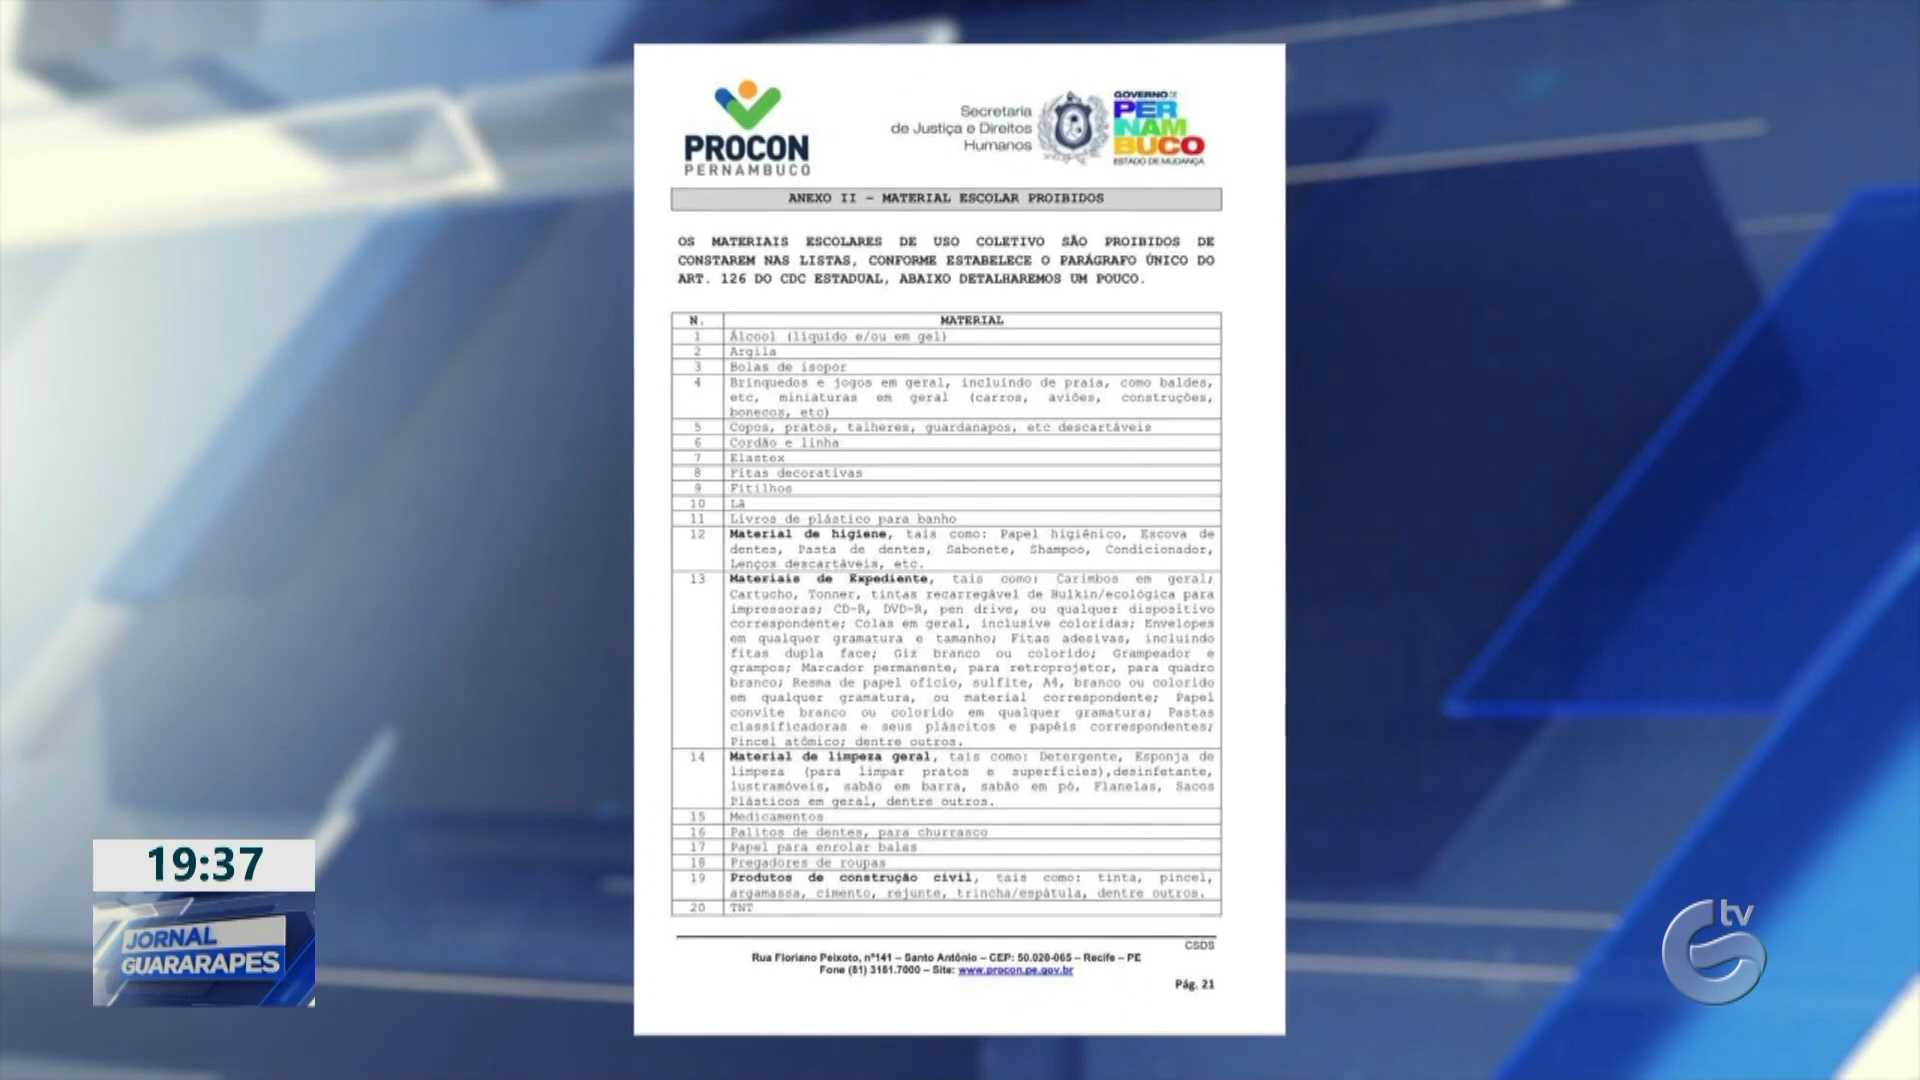 PROCON
PERNAMBUCO
Secretaria
de Justiça e Direitos
Humanos
GOVERNO DE
PER
NAM
BUCO
ESTADO DE MUDANÇA
ANEXO II - MATERIAL ESCOLAR PROIBIDOS
OS MATERIAIS ESCOLARES DE USO COLETIVO SÃO PROIBIDOS DE
CONSTAREM NAS LISTAS, CONFORME ESTABELECE O PARÁGRAFO ÚNICO DO
ART. 126 DO CDC ESTADUAL, ABAIXO DETALHAREMOS UM POUCO.
N. MATERIAL
1 Álcool (líquido e/ou em gel)
2 Argila
3 Bolas de isopor
4 Brinquedos e jogos em geral, incluindo de praia, como baldes,
etc, miniaturas em geral (carros, aviões, construções,
bonecos, etc)
5 Copos, pratos, talheres, guardanapos, etc descartáveis
6 Cordão e linha
7 Elastex
8 Fitas decorativas
9 Fitilhos
10 Lã
11 Livros de plástico para banho
12 Material de higiene, tais como: Papel higiênico, Escova de
dentes, Pasta de dentes, Sabonete, Shampoo, Condicionador,
Lenços descartáveis, etc.
13 Materiais de Expediente, tais como: Carimbos em geral;
Cartucho, Tonner, tintas recarregável de Bulkin/ecológica para
impressoras; CD-R, DVD-R, pen drive, ou qualquer dispositivo
correspondente; Colas em geral, inclusive coloridas; Envelopes
em qualquer gramatura e tamanho; Fitas adesivas, incluindo
fitas dupla face; Giz branco ou colorido; Grampeador e
grampos; Marcador permanente, para retroprojetor, para quadro
branco; Resma de papel ofício, sulfite, A4, branco ou colorido
em qualquer gramatura, ou material correspondente; Papel
convite branco ou colorido em qualquer gramatura; Pastas
classificadoras e seus pláscitos e papéis correspondentes;
Pincel atômico; dentre outros.
14 Material de limpeza geral, tais como: Detergente, Esponja de
limpeza (para limpar pratos e superfícies),desinfetante,
lustramóveis, sabão em barra, sabão em pó, Flanelas, Sacos
Plásticos em geral, dentre outros.
15 Medicamentos
16 Palitos de dentes, para churrasco
17 Papel para enrolar balas
18 Pregadores de roupas
19 Produtos de construção civil, tais como: tinta, pincel,
argamassa, cimento, rejunte, trincha/espátula, dentre outros.
20 TNT
CSDS
Rua Floriano Peixoto, n°141 – Santo Antônio – CEP: 50.020-065 – Recife – PE
Fone (81) 3181.7000 – Site: www.procon.pe.gov.br
Pág. 21
19:37
JORNAL
GUARARAPES
tv